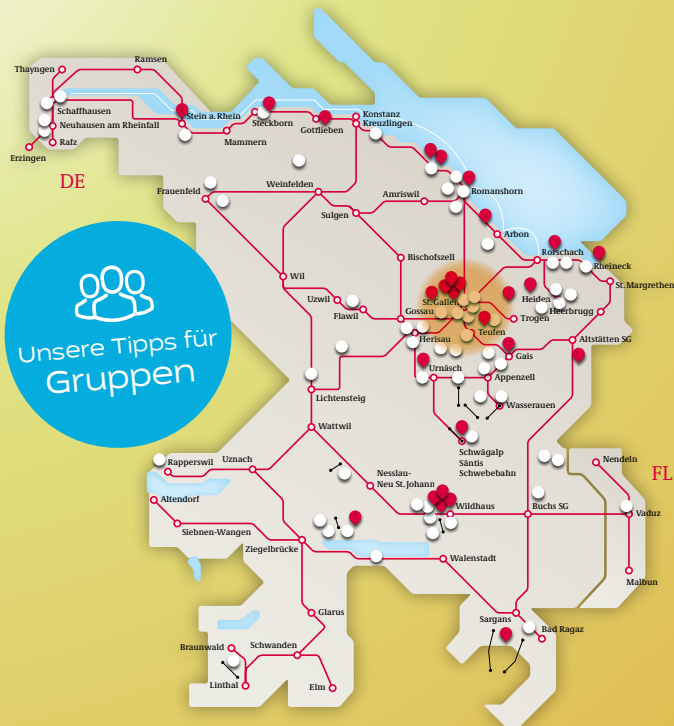 Ramsen
Thayngen
Schaffhausen
Stein a. Rhein
Steckborn
Konstanz
Kreuzlingen
Neuhausen am Rheinfall
Gottlieben
Mammern
Rafz
Erzingen
DE
Weinfelden
Frauenfeld
Amriswil
Romanshorn
Sulgen
Arbon
Bischofszell
Rorschach
Rheineck
Wil
St. Margrethen
Uzwil
St. Gallen
Heiden
Flawil
Gossau
Heerbrugg
Trogen
Teufen
Herisau
Altstätten SG
Gais
Urnäsch
Appenzell
Lichtensteig
Wasserauen
Wattwil
Schwägalp
Säntis
Schwebebahn
Unsere Tipps für
Gruppen
Rapperswil
Uznach
Nesslau-
Neu St. Johann
Nendeln
FL
Altendorf
Wildhaus
Buchs SG
Vaduz
Siebnen-Wangen
Ziegelbrücke
Walenstadt
Malbun
Glarus
Sargans
Bad Ragaz
Braunwald
Schwanden
Linthal
Elm